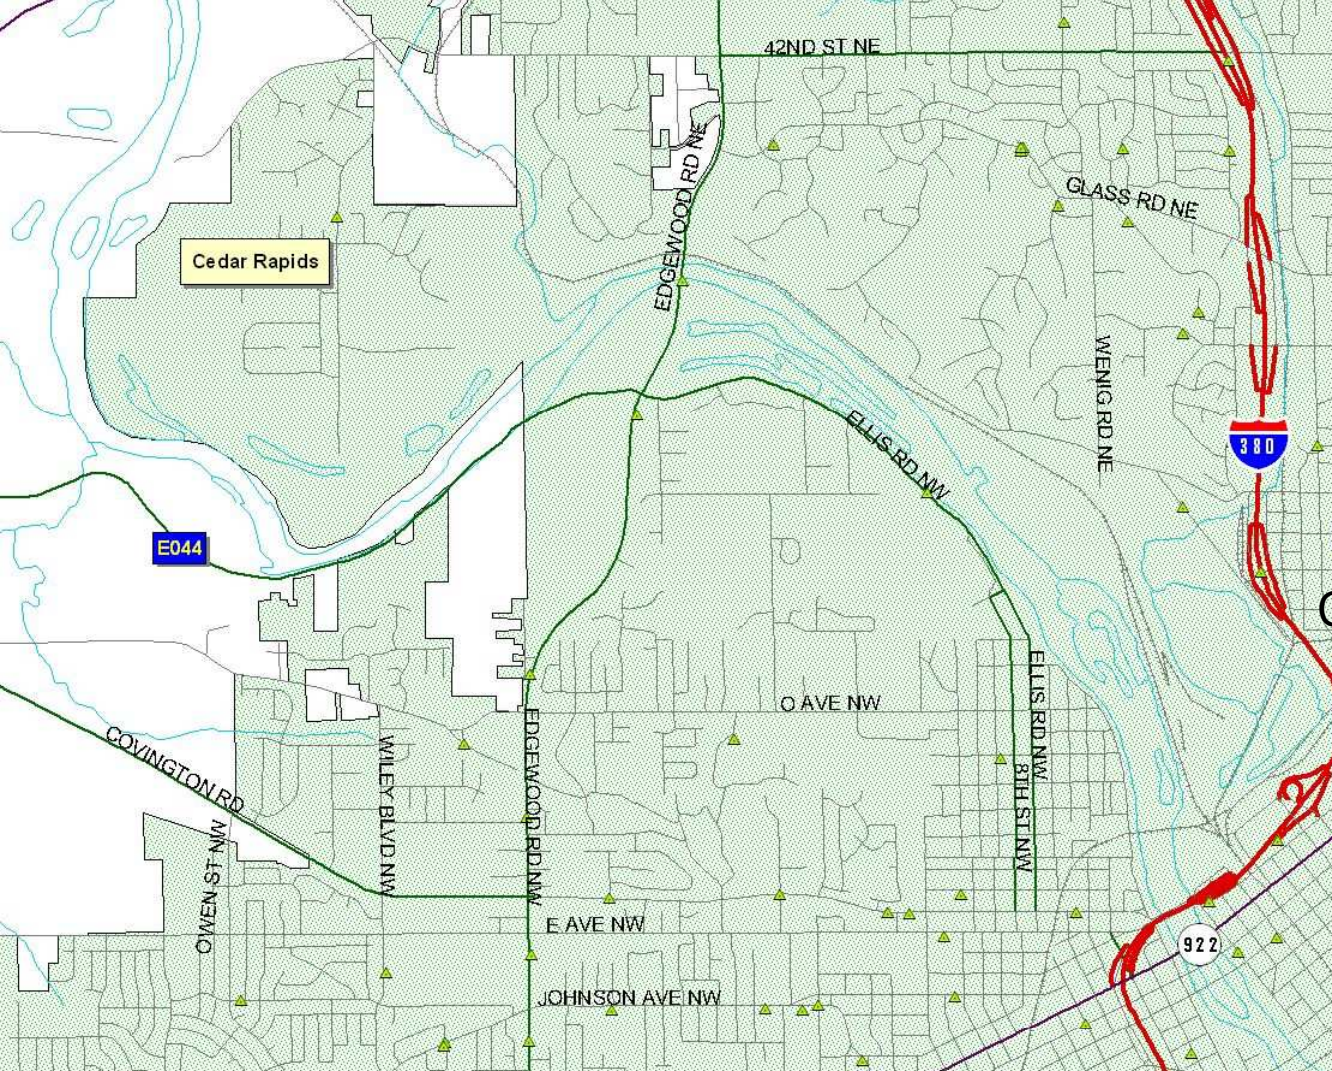 42ND ST NE
EDGEWOOD RD NE
GLASS RD NE
Cedar Rapids
WENIG RD NE
ELLIS RD NW
380
E044
O AVE NW
ELLIS RD NW
COVINGTON RD
WILEY BLVD NW
EDGEWOOD RD NW
8TH ST NW
OWEN ST NW
E AVE NW
922
JOHNSON AVE NW